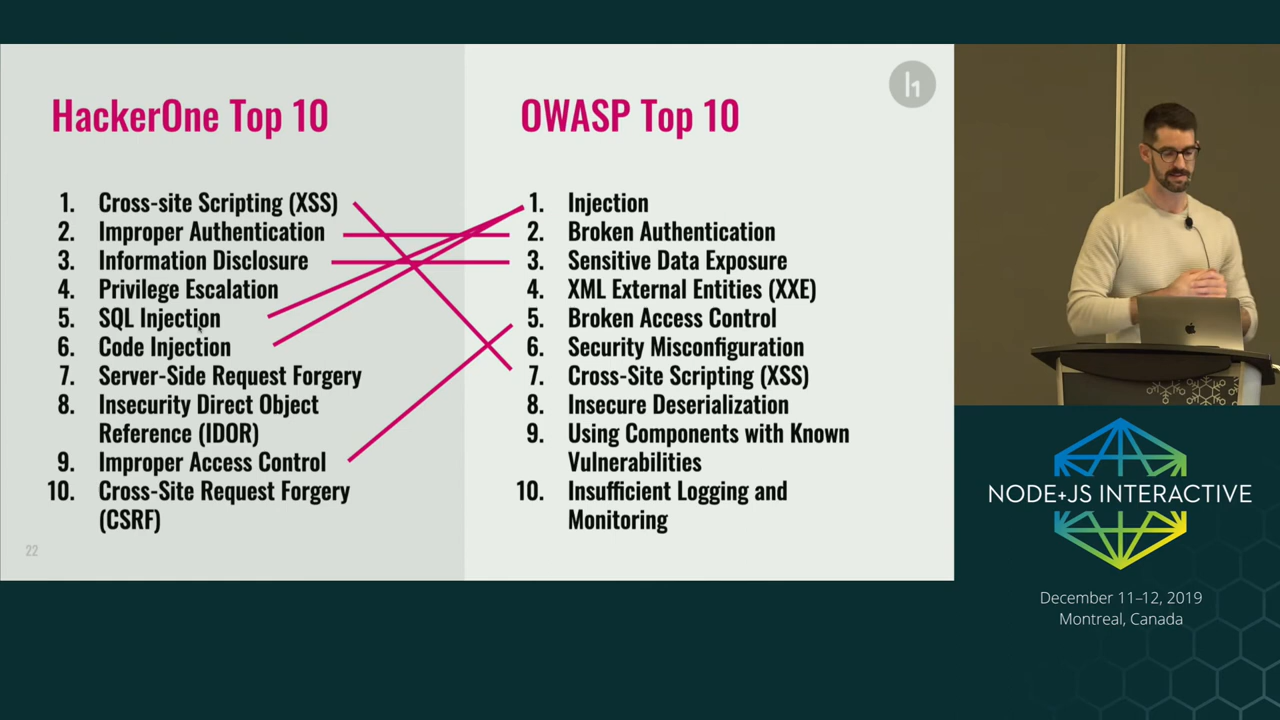 HackerOne Top 10
1. Cross-site Scripting (XSS)
2. Improper Authentication
3. Information Disclosure
4. Privilege Escalation
5. SQL Injection
6. Code Injection
7. Server-Side Request Forgery
8. Insecurity Direct Object
Reference (IDOR)
9. Improper Access Control
10. Cross-Site Request Forgery
(CSRF)
22
OWASP Top 10
1. Injection
2. Broken Authentication
3. Sensitive Data Exposure
4. XML External Entities (XXE)
5. Broken Access Control
6. Security Misconfiguration
7. Cross-Site Scripting (XSS)
8. Insecure Deserialization
9. Using Components with Known
Vulnerabilities
10. Insufficient Logging and
Monitoring
h1
NODE+JS INTERACTIVE
December 11–12, 2019
Montreal, Canada